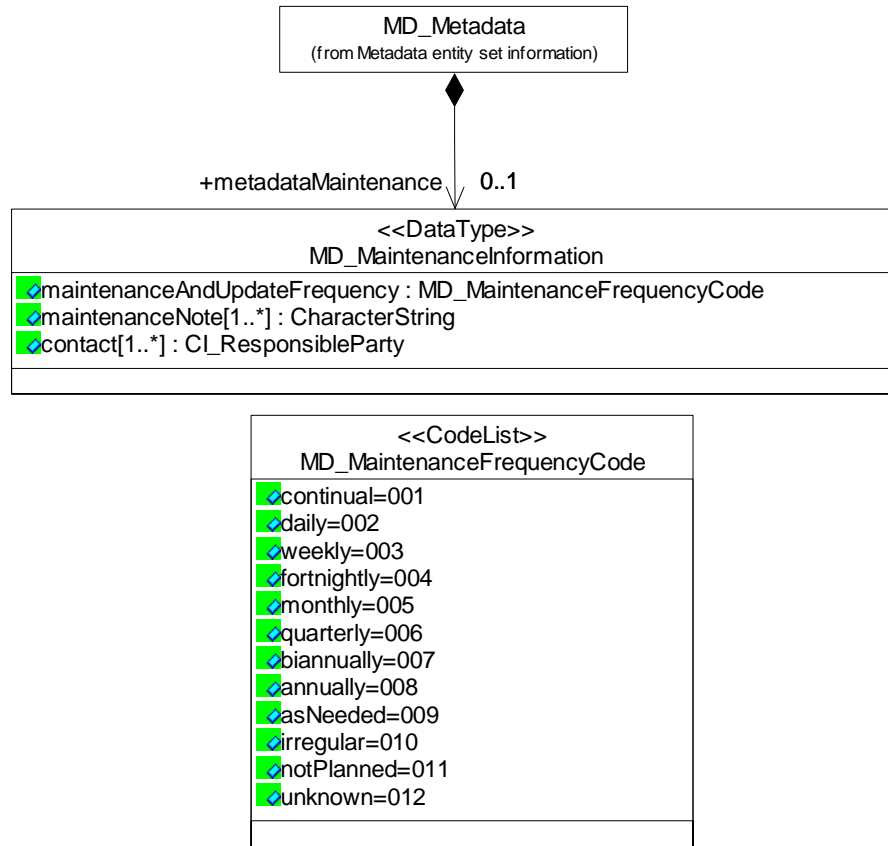 MD_Metadata
(from Metadata entity set information)
+metadataMaintenance 0..1
<<DataType>>
MD_MaintenanceInformation
maintenanceAndUpdateFrequency : MD_MaintenanceFrequencyCode
maintenanceNote[1..*] : CharacterString
contact[1..*] : CI_ResponsibleParty
<<CodeList>>
MD_MaintenanceFrequencyCode
continual=001
daily=002
weekly=003
fortnightly=004
monthly=005
quarterly=006
biannually=007
annually=008
asNeeded=009
irregular=010
notPlanned=011
unknown=012